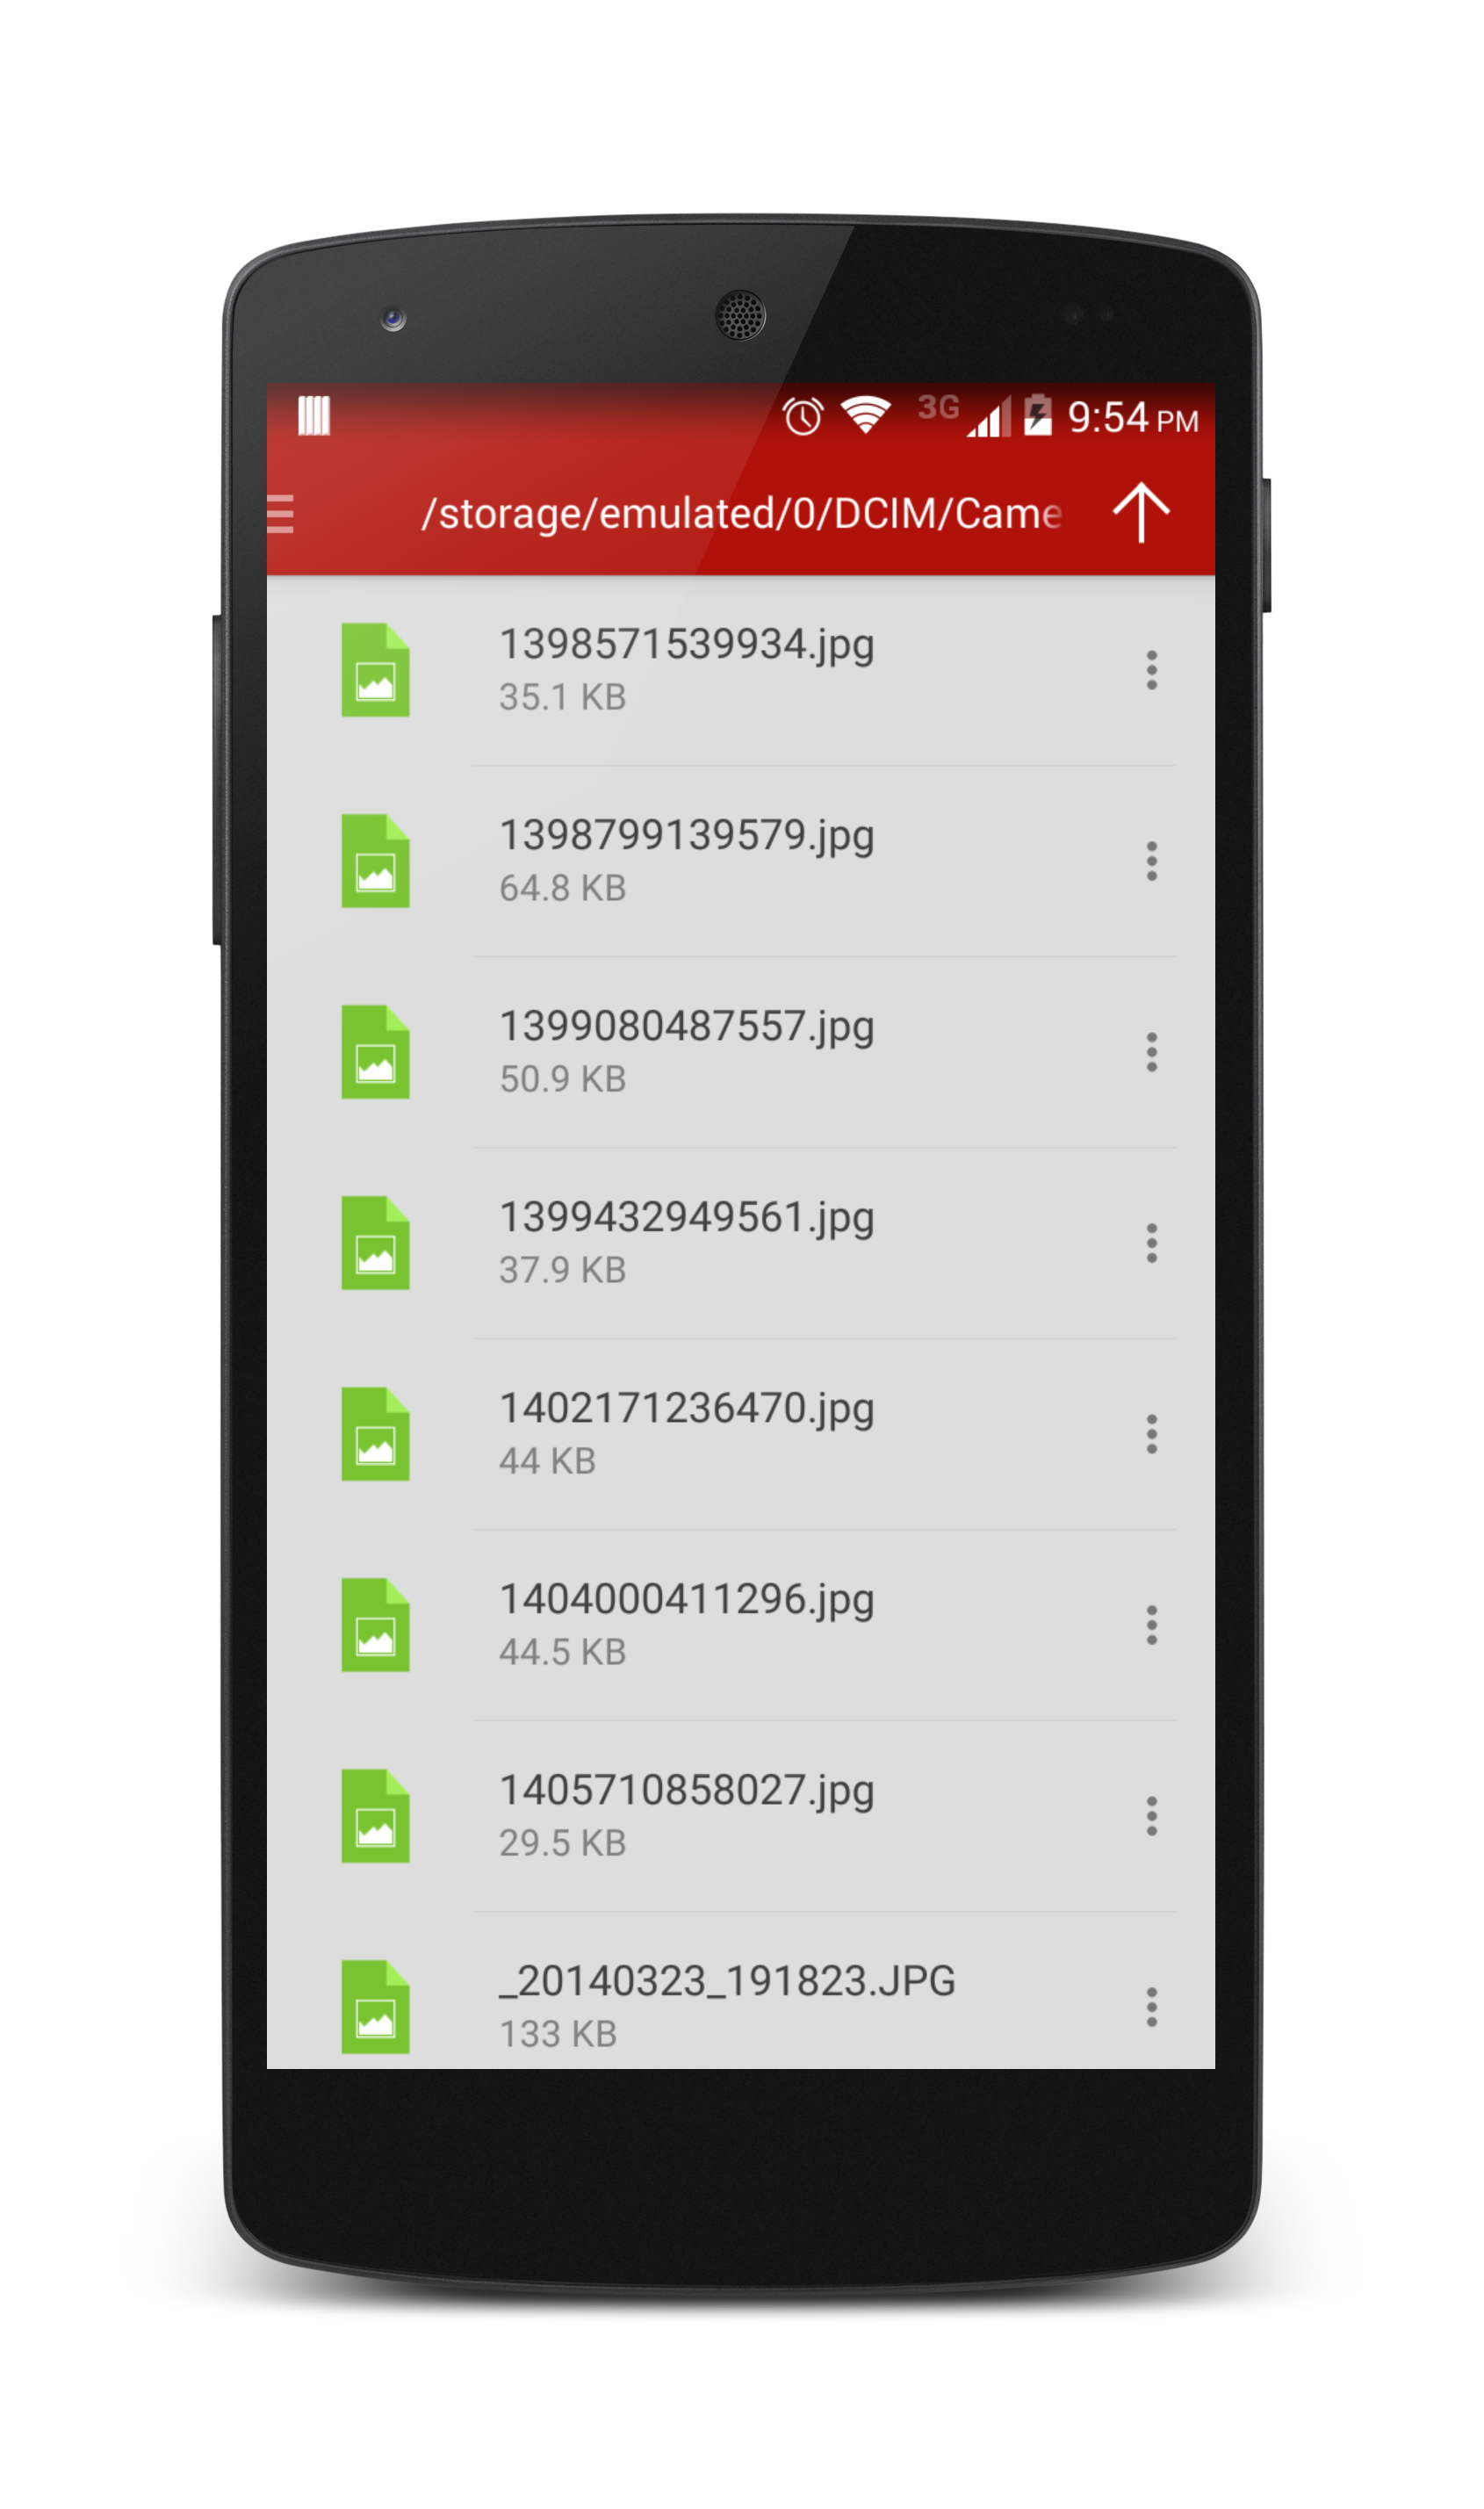 3G 9:54 PM
/storage/emulated/0/DCIM/Came
1398571539934.jpg
35.1 KB
1398799139579.jpg
64.8 KB
1399080487557.jpg
50.9 KB
1399432949561.jpg
37.9 KB
1402171236470.jpg
44 KB
1404000411296.jpg
44.5 KB
1405710858027.jpg
29.5 KB
_20140323_191823.JPG
133 KB